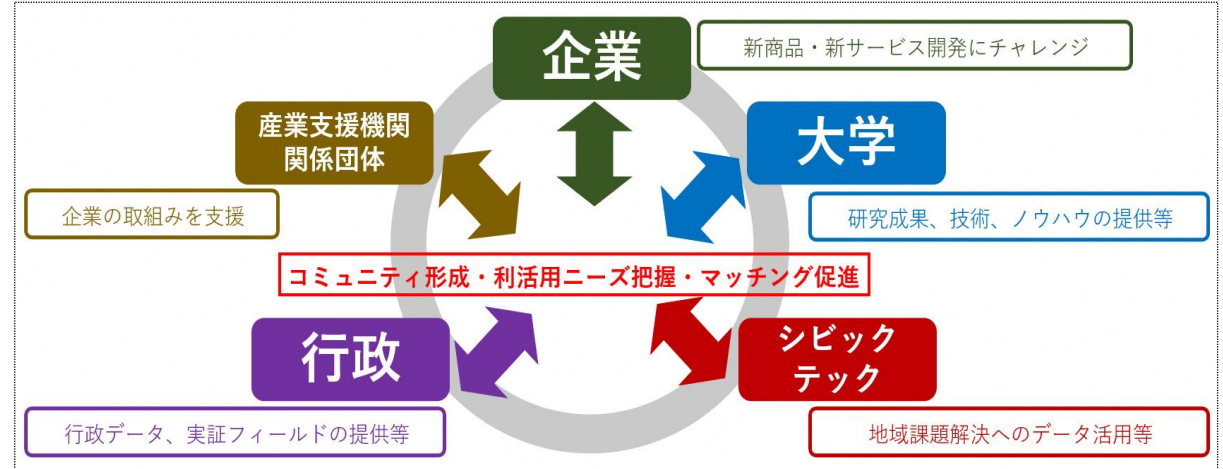 企業
新商品・新サービス開発にチャレンジ
産業支援機関
関係団体
大学
企業の取組みを支援
研究成果、技術、ノウハウの提供等
コミュニティ形成・利活用ニーズ把握・マッチング促進
行政
シビック
テック
行政データ、実証フィールドの提供等
地域課題解決へのデータ活用等